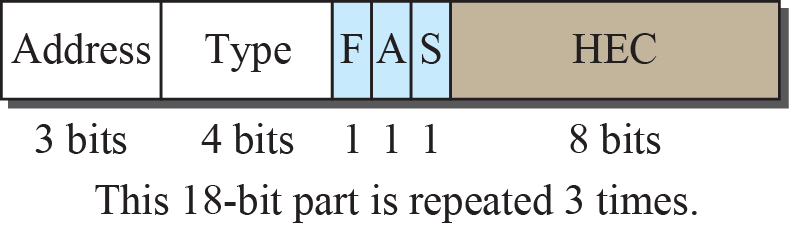 Address Type F A S HEC
3 bits 4 bits 1 1 1 8 bits
This 18-bit part is repeated 3 times.